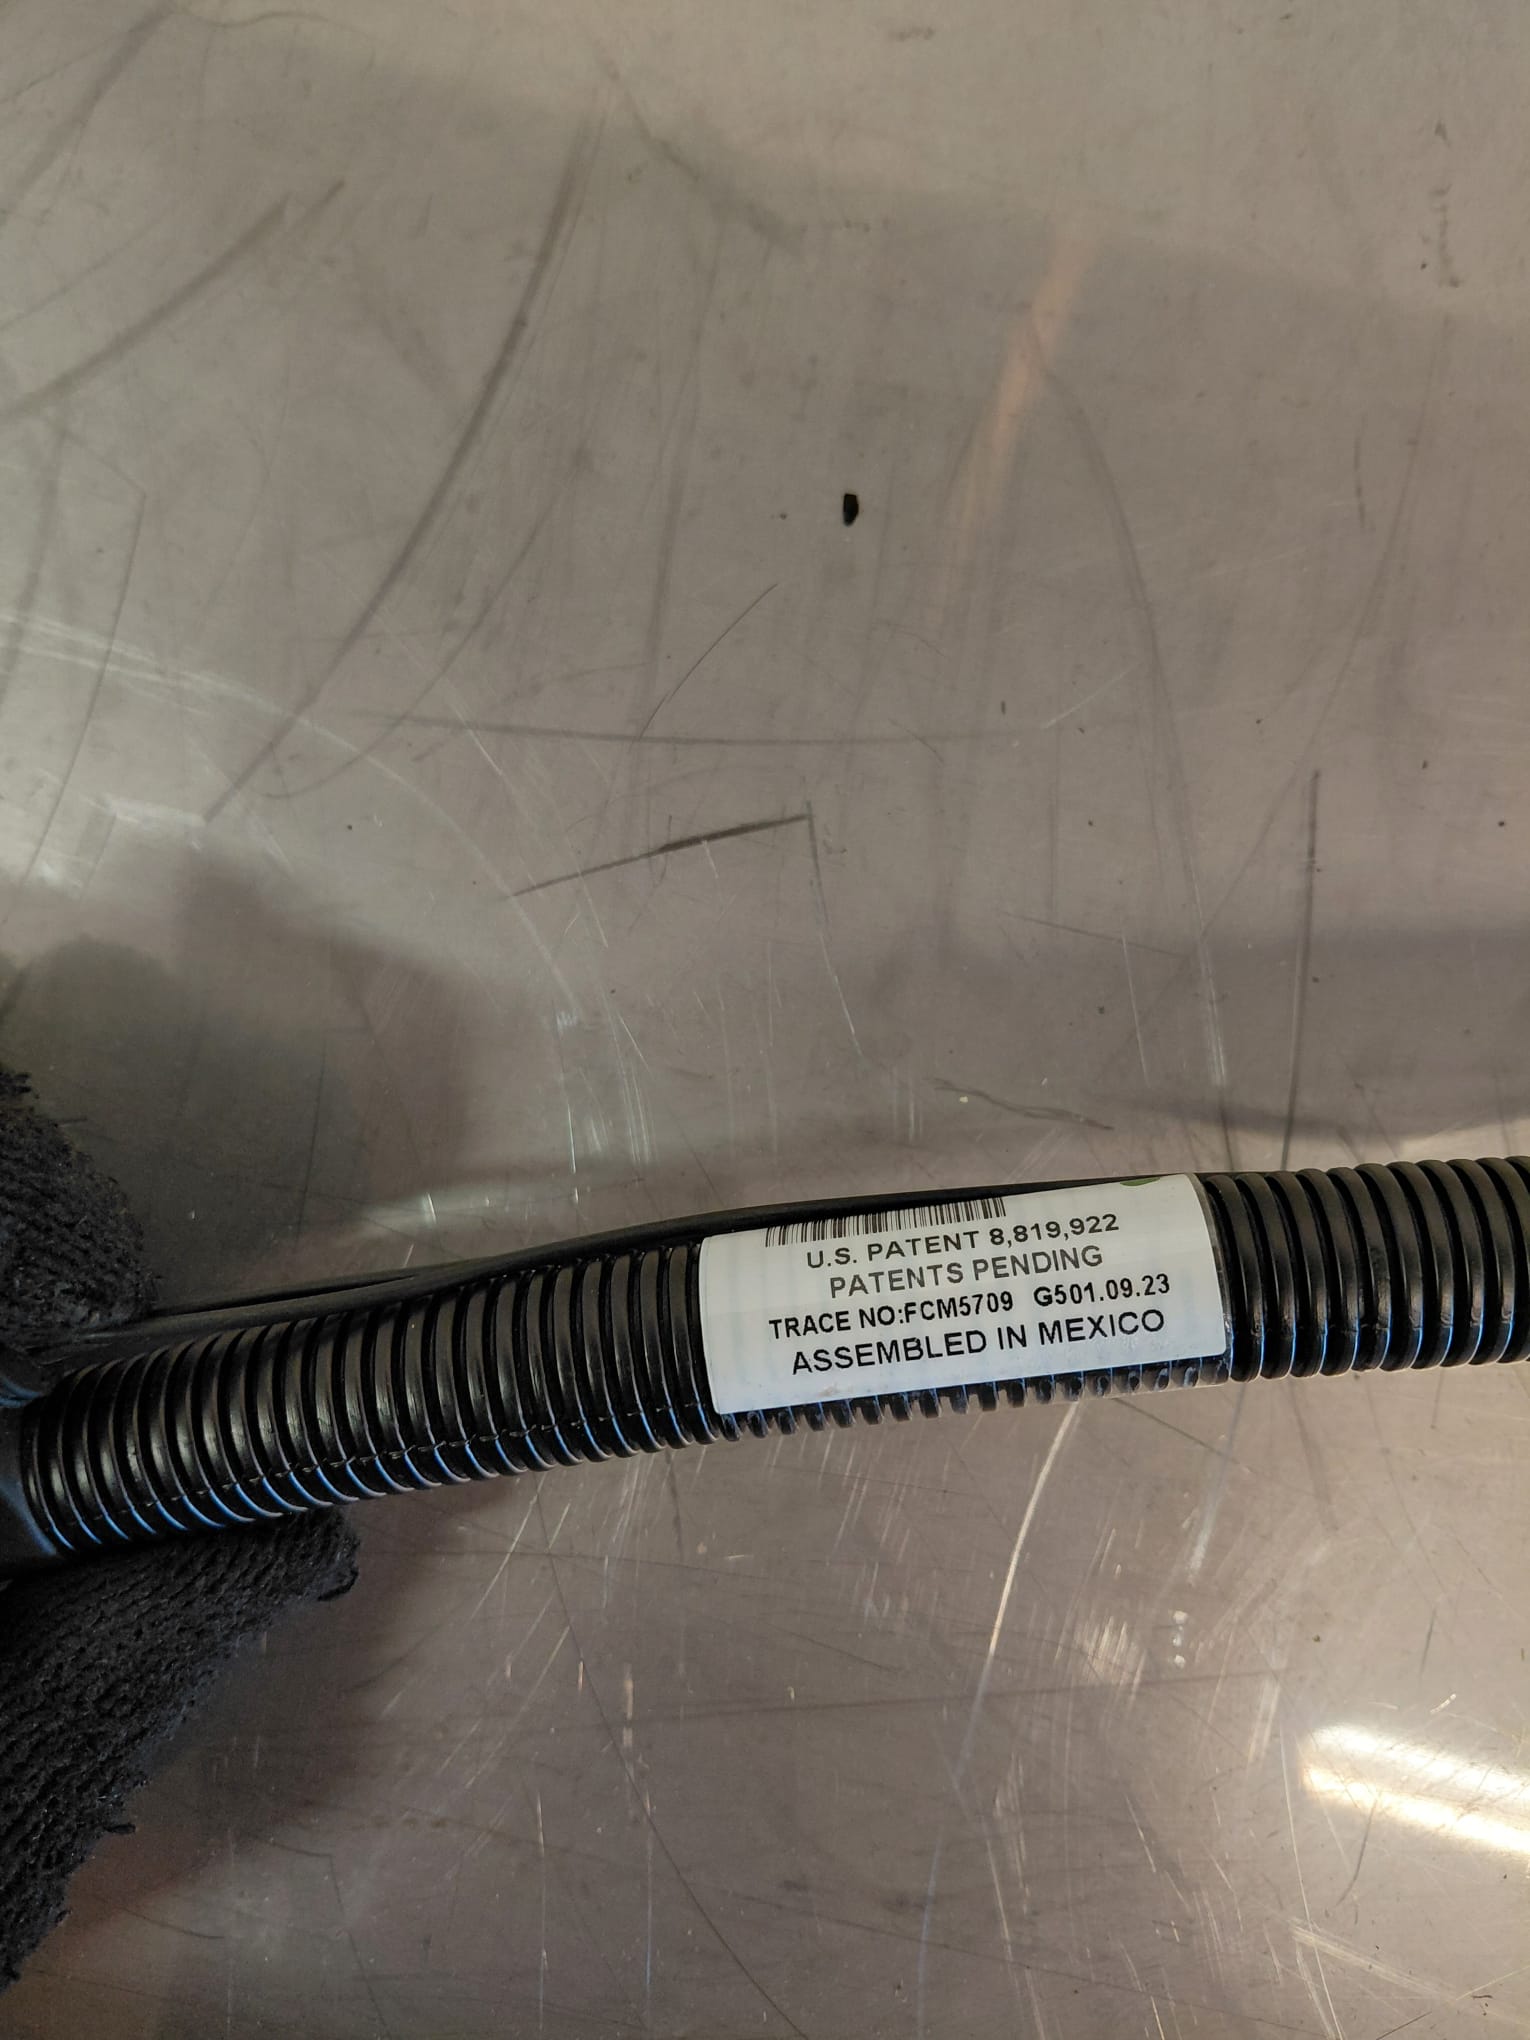 U.S. PATENT 8,819,922
PATENTS PENDING
TRACE NO:FCM5709 G501.09.23
ASSEMBLED IN MEXICO